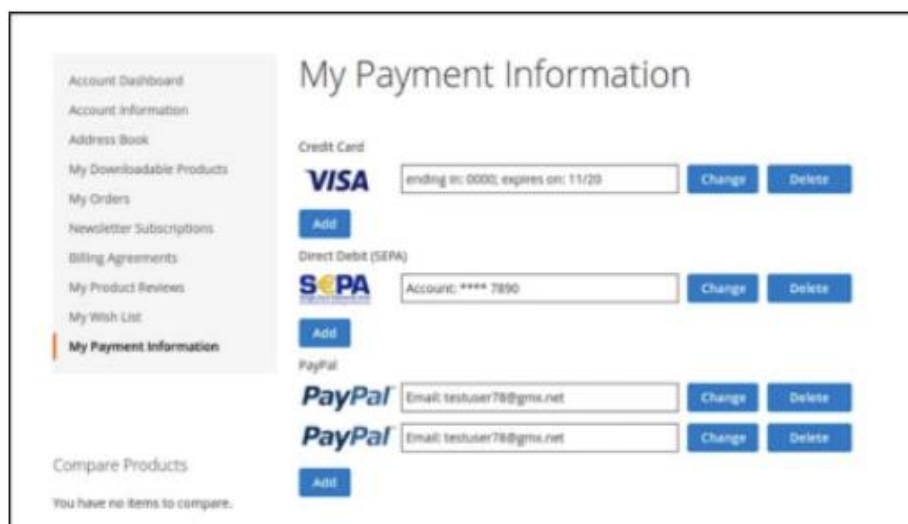 My Payment Information
Account Dashboard
Account Information
Address Book
My Downloadable Products
My Orders
Newsletter Subscriptions
Billing Agreements
My Product Reviews
My Wish List
My Payment Information
Compare Products
You have no items to compare.
Credit Card
VISA ending in: 0000; expires on: 11/20 Change Delete
Add
Direct Debit (SEPA)
S€PA Account: **** 7890 Change Delete
Add
PayPal
PayPal Email: testuser78@gmx.net Change Delete
PayPal Email: testuser78@gmx.net Change Delete
Add